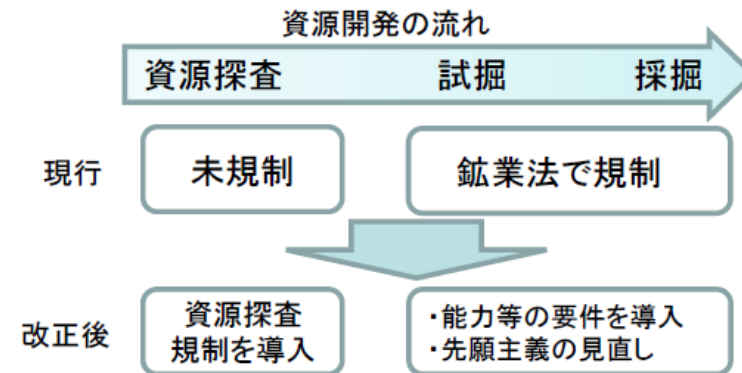 資源開発の流れ
資源探査 試掘 採掘
現行 未規制 鉱業法で規制
改正後
資源探査
規制を導入
・能力等の要件を導入
・先願主義の見直し